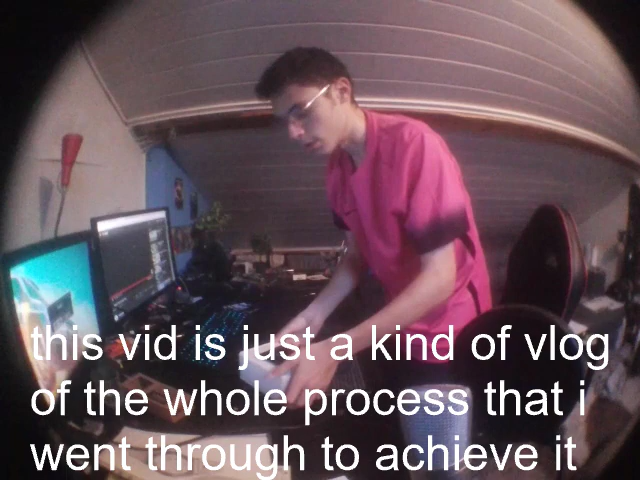 this vid is just a kind of vlog
of the whole process that i
went through to achieve it